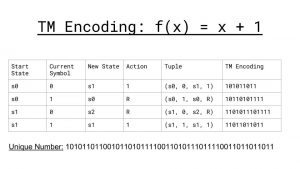 TM Encoding: f(x) = x + 1
Start State Current Symbol New State Action Tuple TM Encoding
s0 0 s1 1 (s0, 0, s1, 1) 101011011
s0 1 s0 R (s0, 1, s0, R) 10110101111
s1 0 s2 R (s1, 0, s2, R) 1101011101111
s1 1 s1 1 (s1, 1, s1, 1) 11011011011
Unique Number: 10101101100101101011110011010111011110011011011011